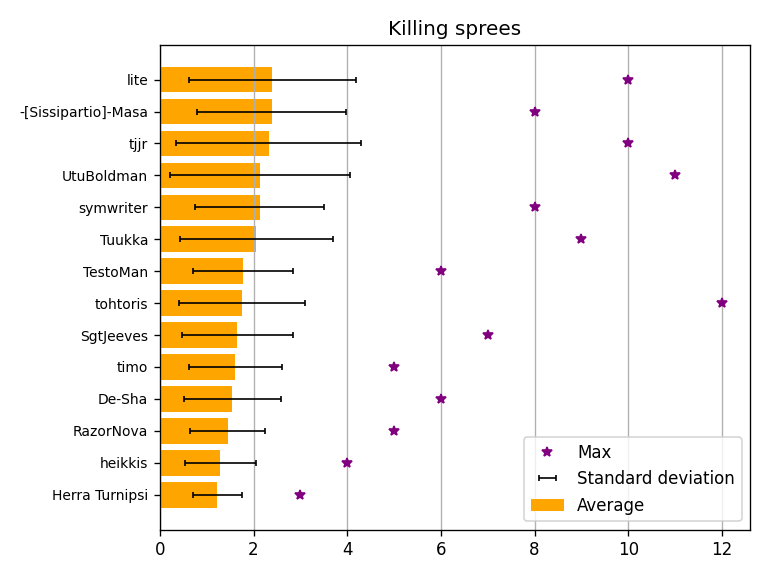 Killing sprees
lite
-[Sissipartio]-Masa
tjjr
UtuBoldman
symwriter
Tuukka
TestoMan
tohtoris
SgtJeeves
timo
De-Sha
RazorNova
heikkis
Herra Turnipsi
Max
Standard deviation
Average
0 2 4 6 8 10 12